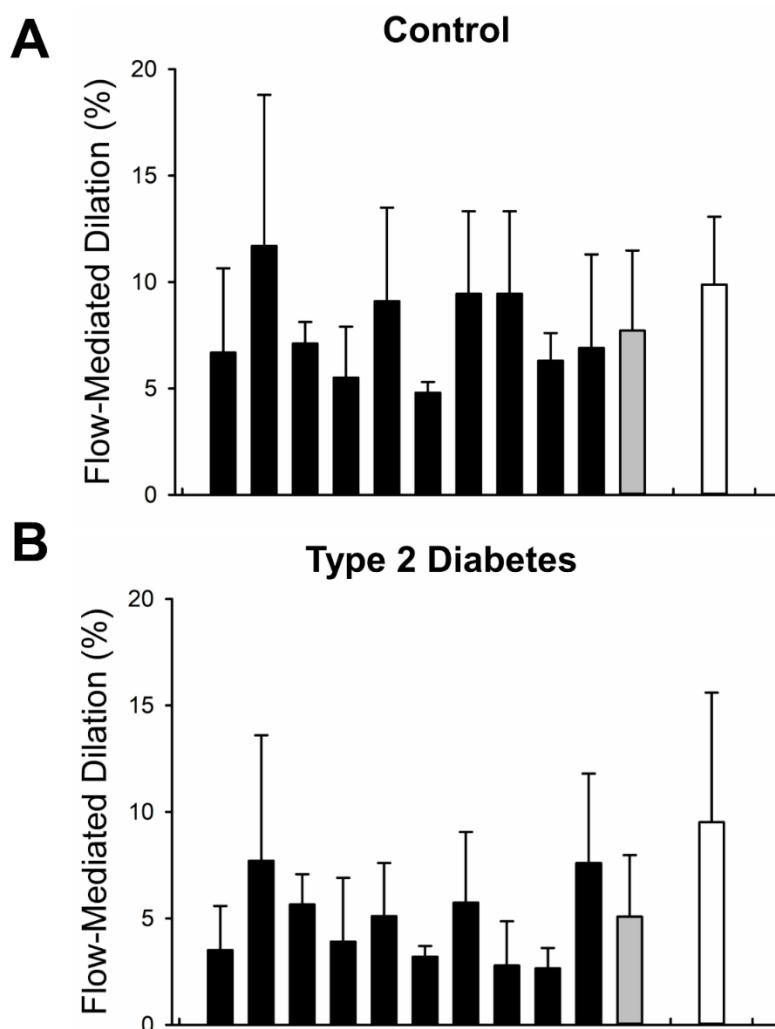 A
Control
Flow-Mediated Dilation (%)
20
15
10
5
0
B
Type 2 Diabetes
Flow-Mediated Dilation (%)
20
15
10
5
0